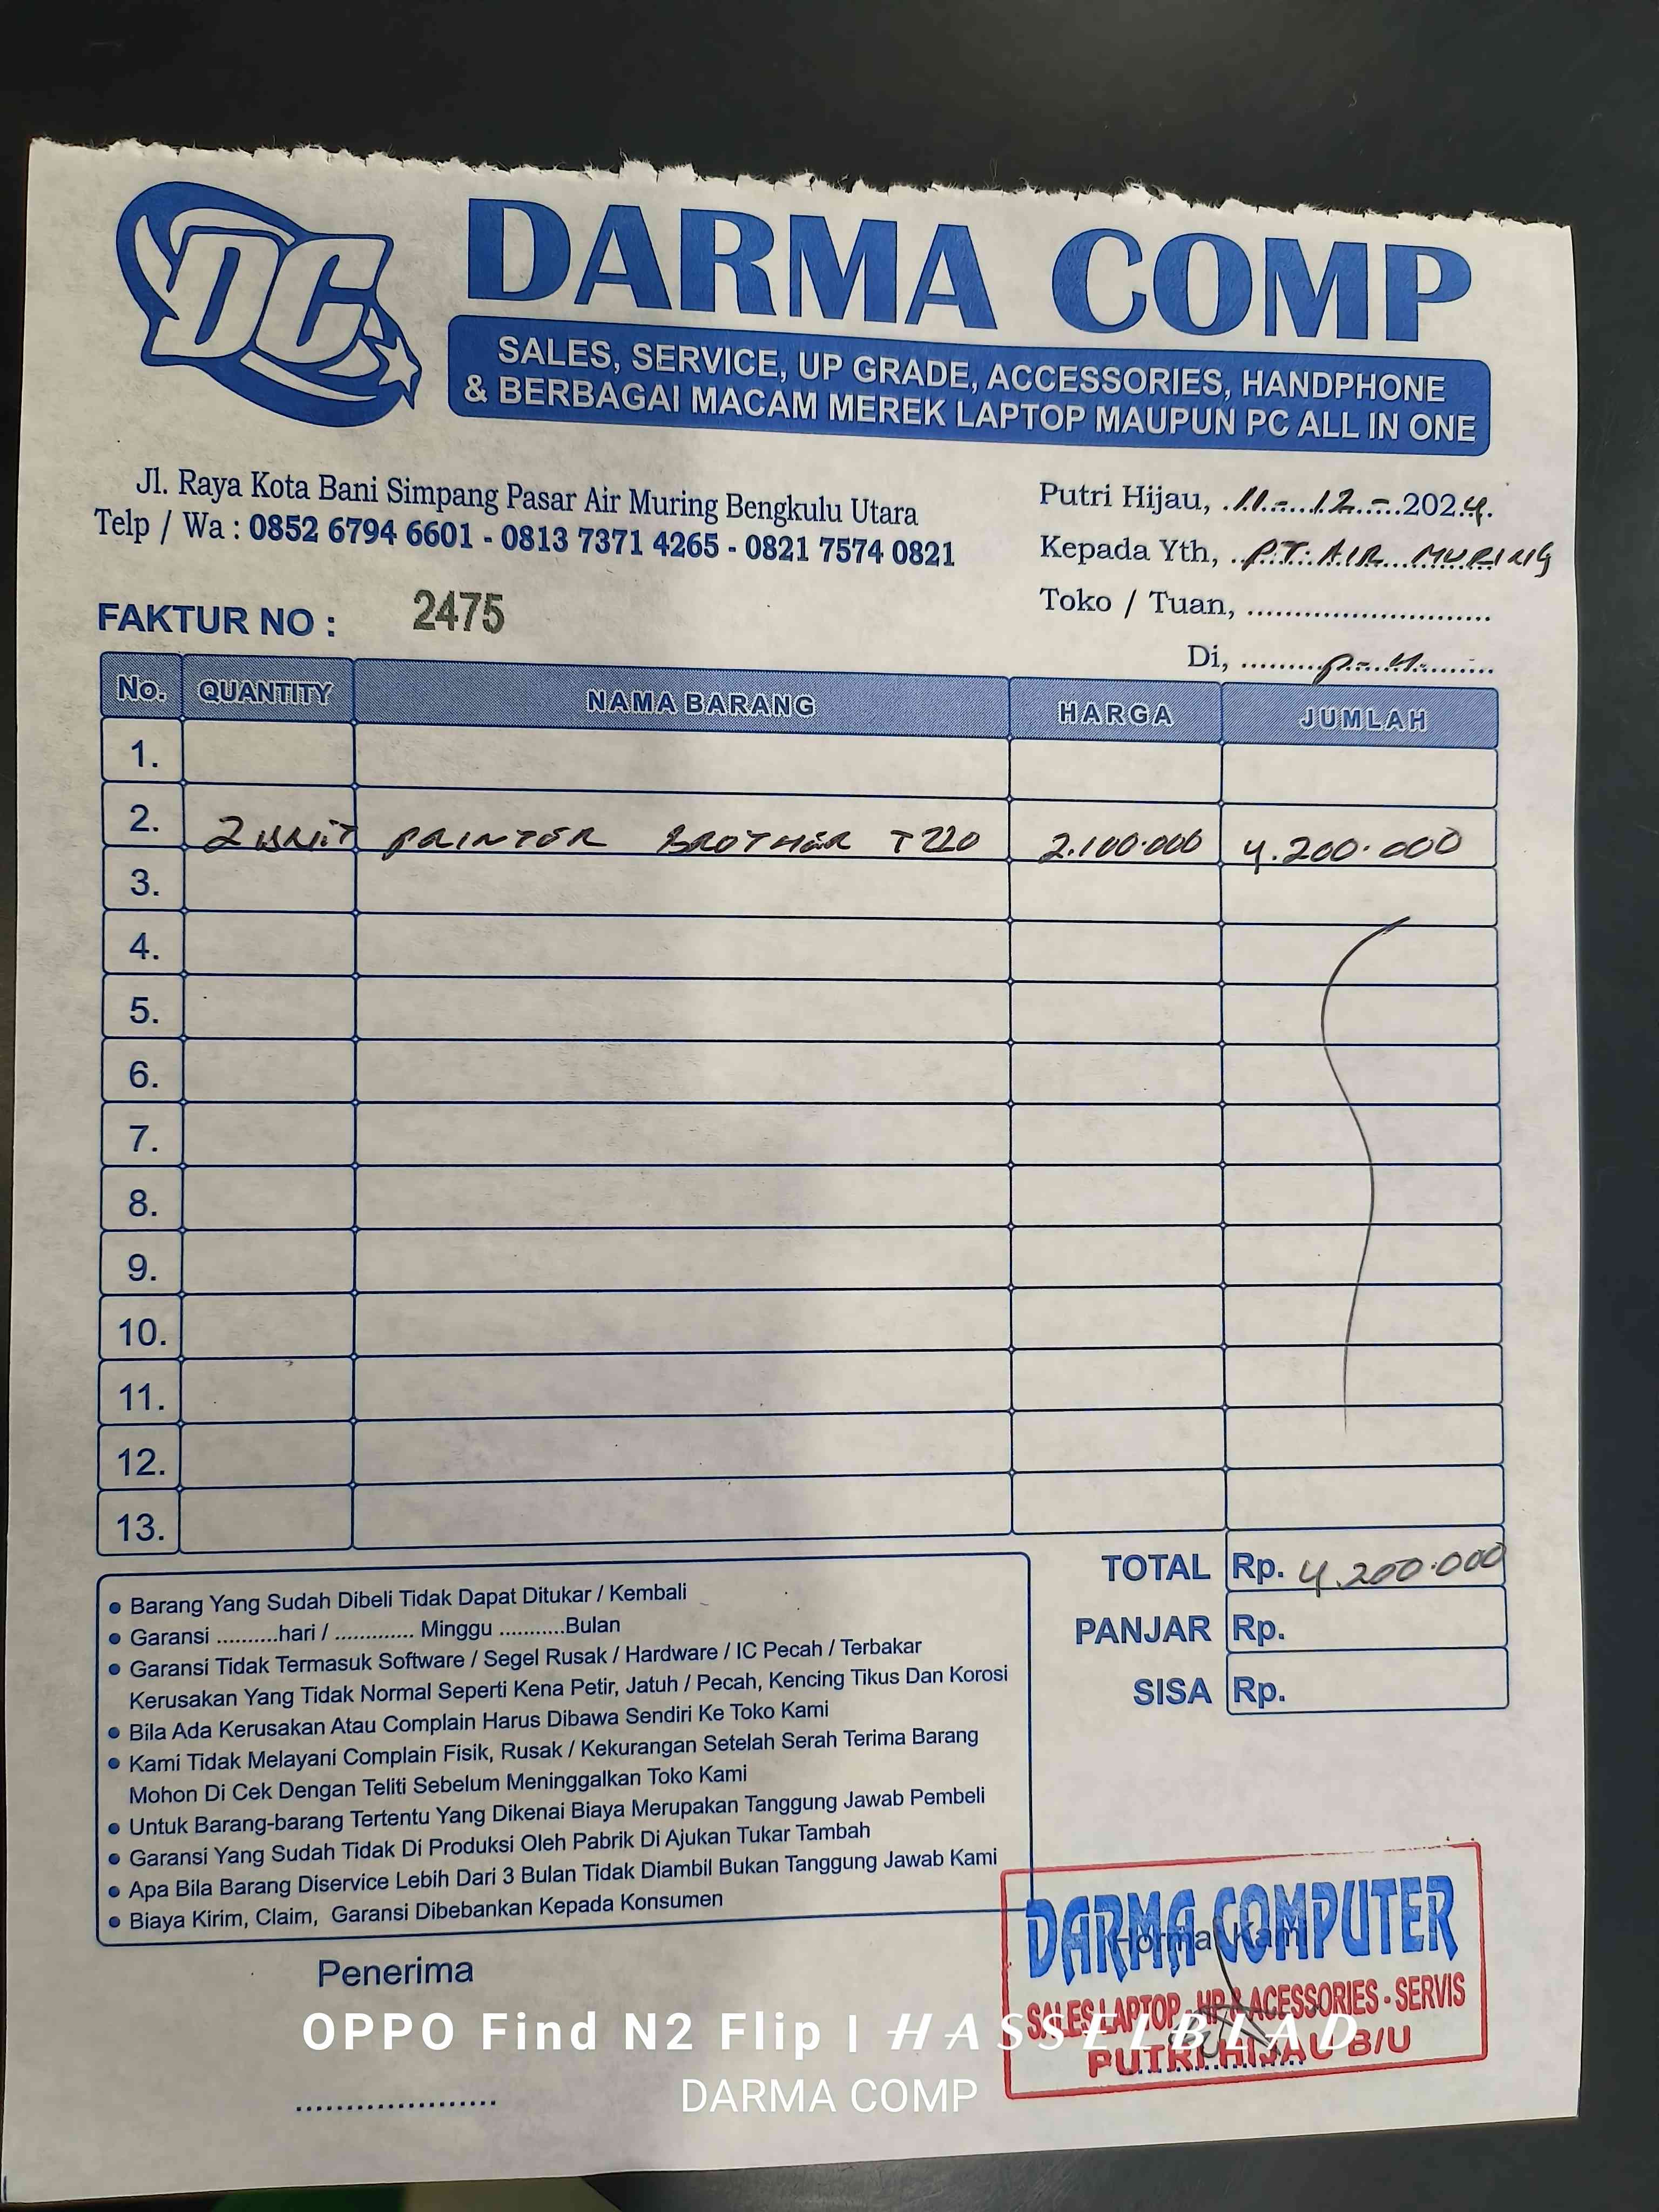 DC
DARMA COMP
SALES, SERVICE, UP GRADE, ACCESSORIES, HANDPHONE
& BERBAGAI MACAM MEREK LAPTOP MAUPUN PC ALL IN ONE
Jl. Raya Kota Bani Simpang Pasar Air Muring Bengkulu Utara
Telp / Wa : 0852 6794 6601 - 0813 7371 4265 - 0821 7574 0821
Putri Hijau, 11 - 12 - 2024.
Kepada Yth, PT. AIR MURING
Toko / Tuan, ..........................
Di, P-H
FAKTUR NO : 2475
No. QUANTITY NAMA BARANG HARGA JUMLAH
1.
2. 2 UNIT PRINTER BROTHER T220 2.100.000 4.200.000
3.
4.
5.
6.
7.
8.
9.
10.
11.
12.
13.
TOTAL Rp. 4.200.000
PANJAR Rp.
SISA Rp.
• Barang Yang Sudah Dibeli Tidak Dapat Ditukar / Kembali
• Garansi ..........hari / ............. Minggu ...........Bulan
• Garansi Tidak Termasuk Software / Segel Rusak / Hardware / IC Pecah / Terbakar
Kerusakan Yang Tidak Normal Seperti Kena Petir, Jatuh / Pecah, Kencing Tikus Dan Korosi
• Bila Ada Kerusakan Atau Complain Harus Dibawa Sendiri Ke Toko Kami
• Kami Tidak Melayani Complain Fisik, Rusak / Kekurangan Setelah Serah Terima Barang
Mohon Di Cek Dengan Teliti Sebelum Meninggalkan Toko Kami
• Untuk Barang-barang Tertentu Yang Dikenai Biaya Merupakan Tanggung Jawab Pembeli
• Garansi Yang Sudah Tidak Di Produksi Oleh Pabrik Di Ajukan Tukar Tambah
• Apa Bila Barang Diservice Lebih Dari 3 Bulan Tidak Diambil Bukan Tanggung Jawab Kami
• Biaya Kirim, Claim, Garansi Dibebankan Kepada Konsumen
Penerima
.....................
Hormat Kami
DARMA COMPUTER
SALES LAPTOP - HP & ACESSORIES - SERVIS
PUTRI HIJAU B/U
OPPO Find N2 Flip | HASSELBLAD
DARMA COMP